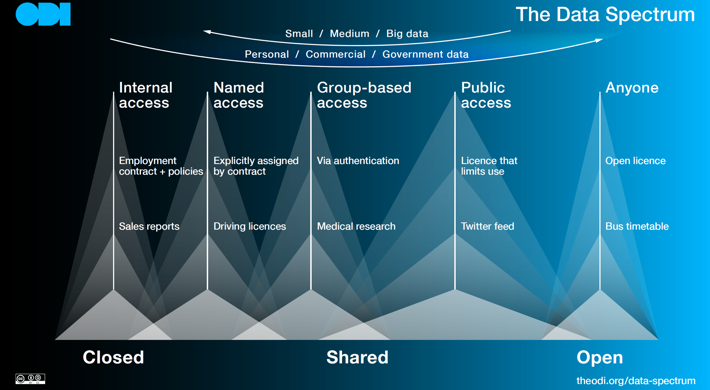 ODI
The Data Spectrum
Small / Medium / Big data
Personal / Commercial / Government data
Internal
access
Named
access
Group-based
access
Public
access
Anyone
Employment
contract + policies
Explicitly assigned
by contract
Via authentication
Licence that
limits use
Open licence
Sales reports
Driving licences
Medical research
Twitter feed
Bus timetable
Closed
Shared
Open
theodi.org/data-spectrum